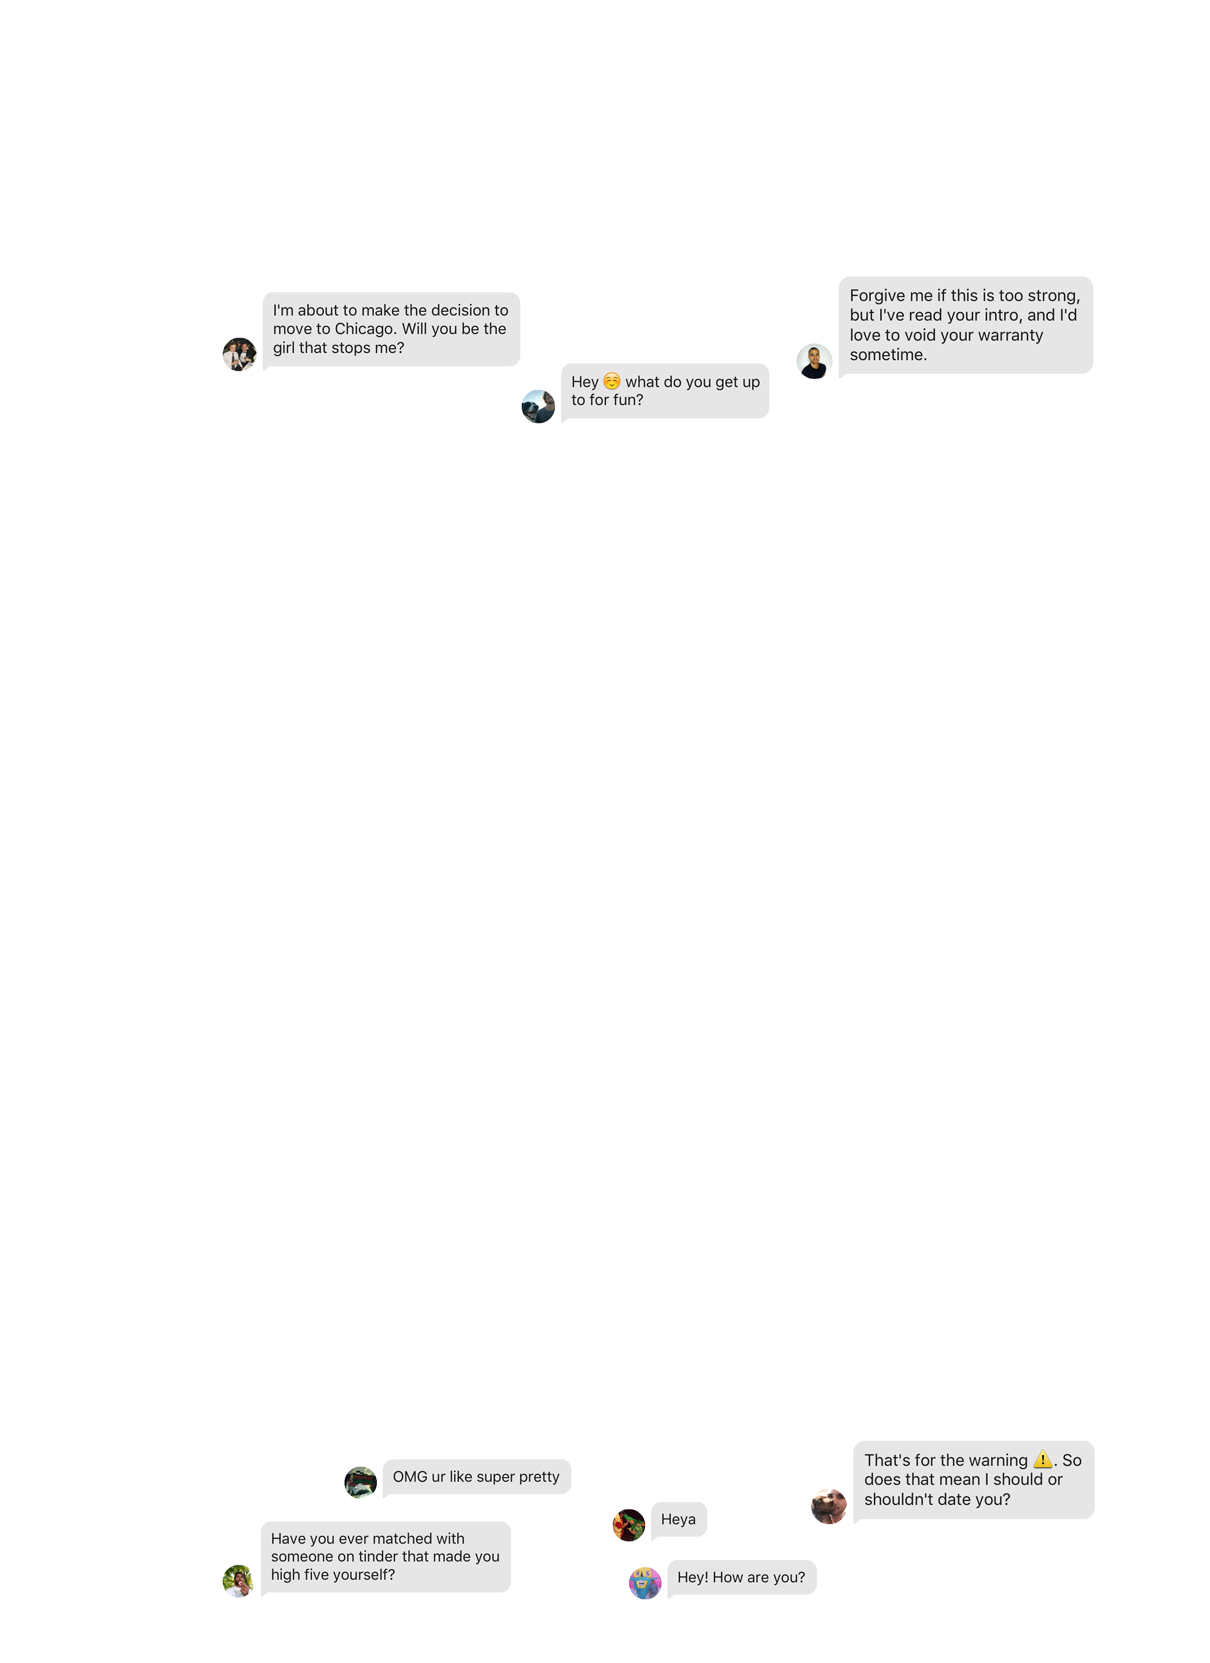 I'm about to make the decision to
move to Chicago. Will you be the
girl that stops me?
Hey ☺️ what do you get up
to for fun?
Forgive me if this is too strong,
but I've read your intro, and I'd
love to void your warranty
sometime.
OMG ur like super pretty
Have you ever matched with
someone on tinder that made you
high five yourself?
Heya
Hey! How are you?
That's for the warning ⚠️. So
does that mean I should or
shouldn't date you?